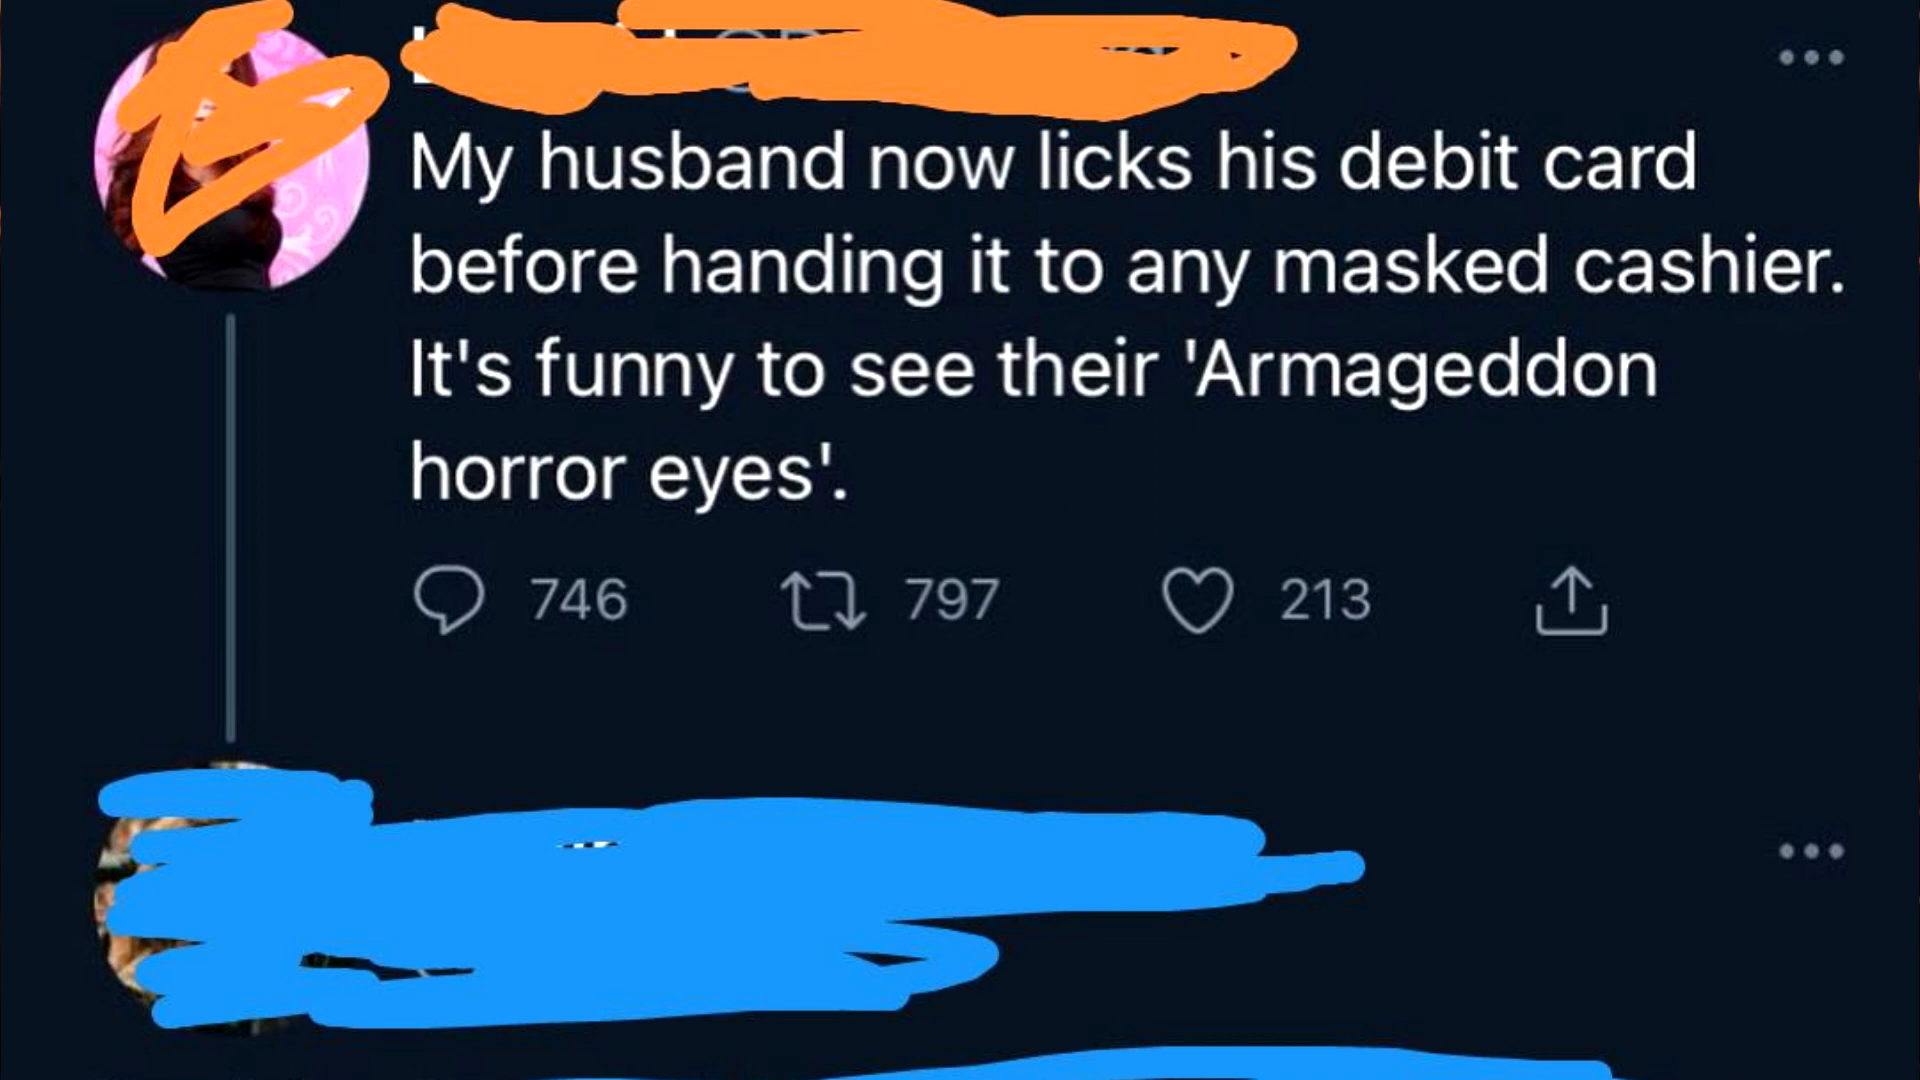 My husband now licks his debit card
before handing it to any masked cashier.
It's funny to see their 'Armageddon
horror eyes'.
746 797 213